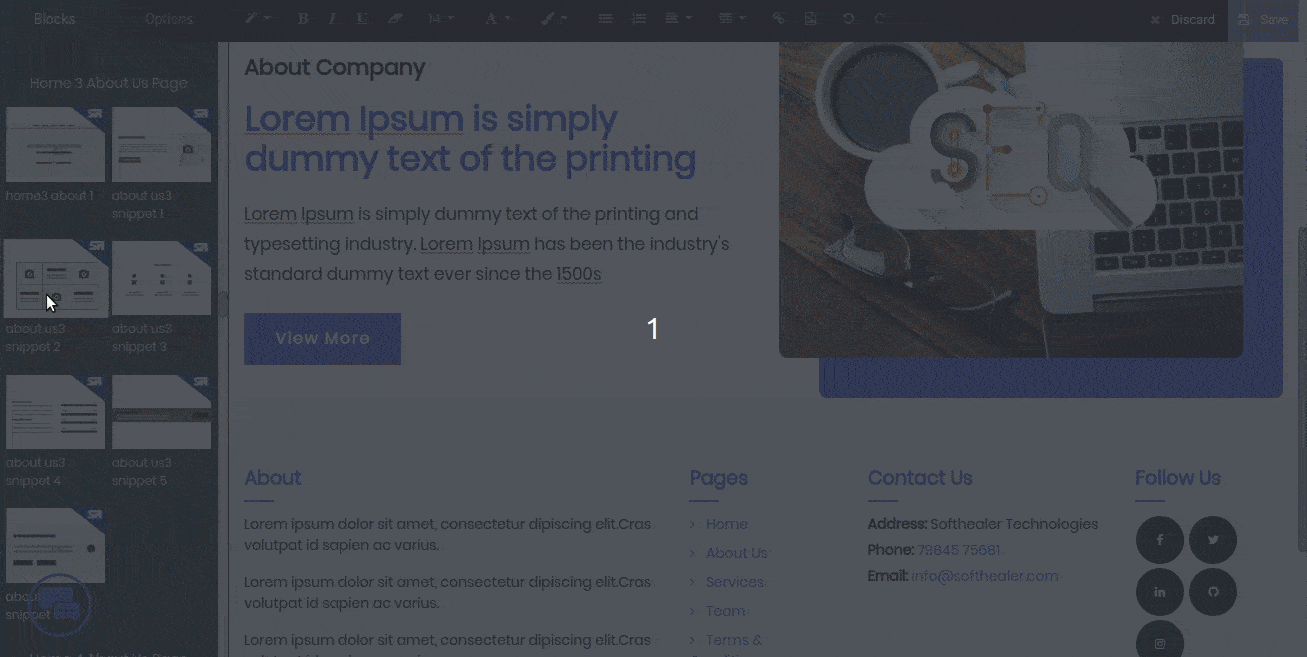 Blocks
Options
Discard
Save
Home 3 About Us Page
home3 about 1
about us3
snippet 1
about us3
snippet 2
about us3
snippet 3
about us3
snippet 4
about us3
snippet 5
About Company
Lorem Ipsum is simply
dummy text of the printing
Lorem Ipsum is simply dummy text of the printing and
typesetting industry. Lorem Ipsum has been the industry's
standard dummy text ever since the 1500s
View More
1
About
Lorem ipsum dolor sit amet, consectetur dipiscing elit.Cras
volutpat id sapien ac varius.
Lorem ipsum dolor sit amet, consectetur dipiscing elit.Cras
volutpat id sapien ac varius.
Lorem ipsum dolor sit amet, consectetur dipiscing elit.Cras
Pages
Home
About Us
Services
Team
Terms &
Contact Us
Address: Softhealer Technologies
Phone: 79845 75681
Email: info@softhealer.com
Follow Us